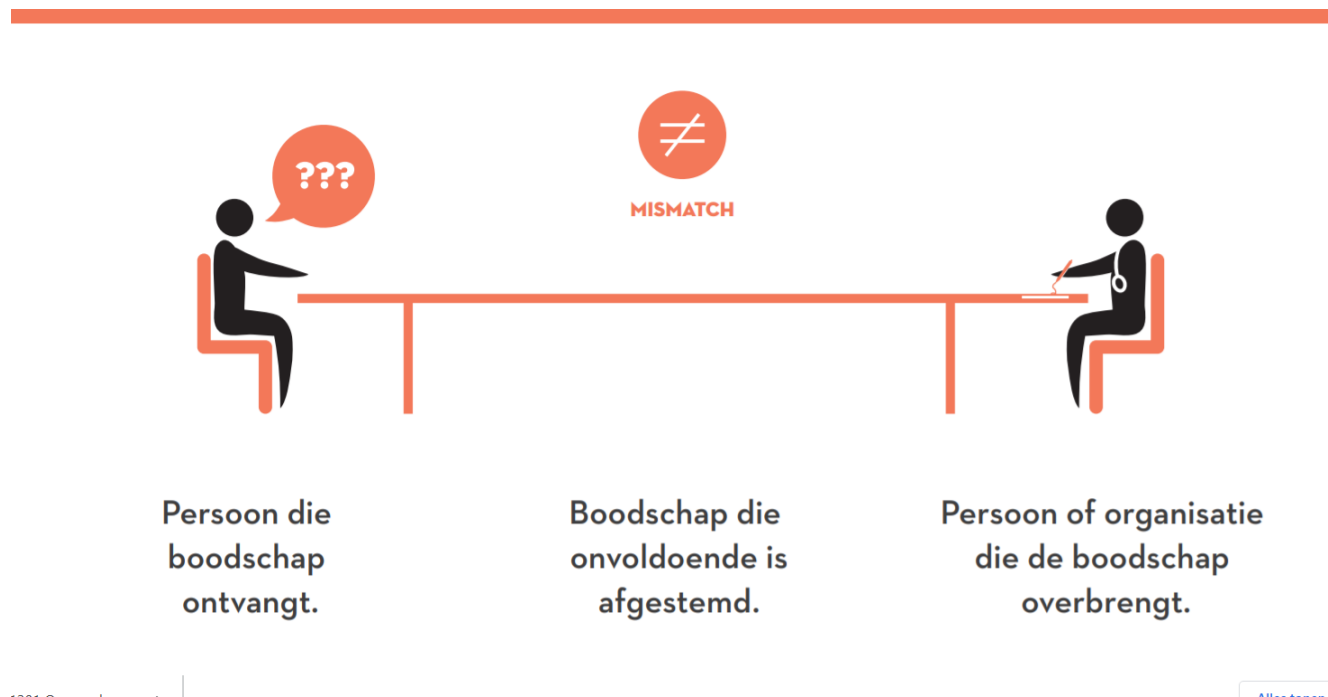 ???
≠
MISMATCH
Persoon die
boodschap
ontvangt.
Boodschap die
onvoldoende is
afgestemd.
Persoon of organisatie
die de boodschap
overbrengt.